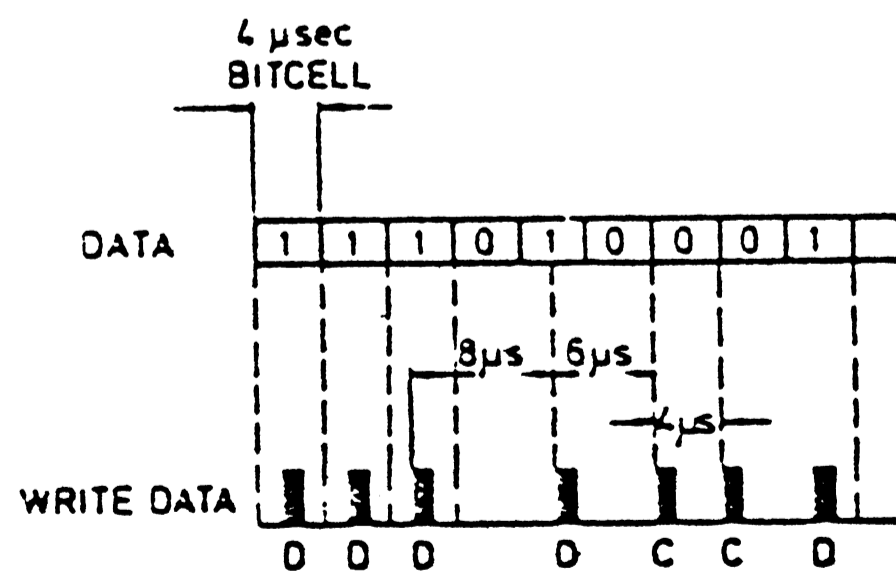 4 µsec
BITCELL
DATA 1 1 1 0 1 0 0 0 1
8µs 6µs
4µs
WRITE DATA
D D D D C C D